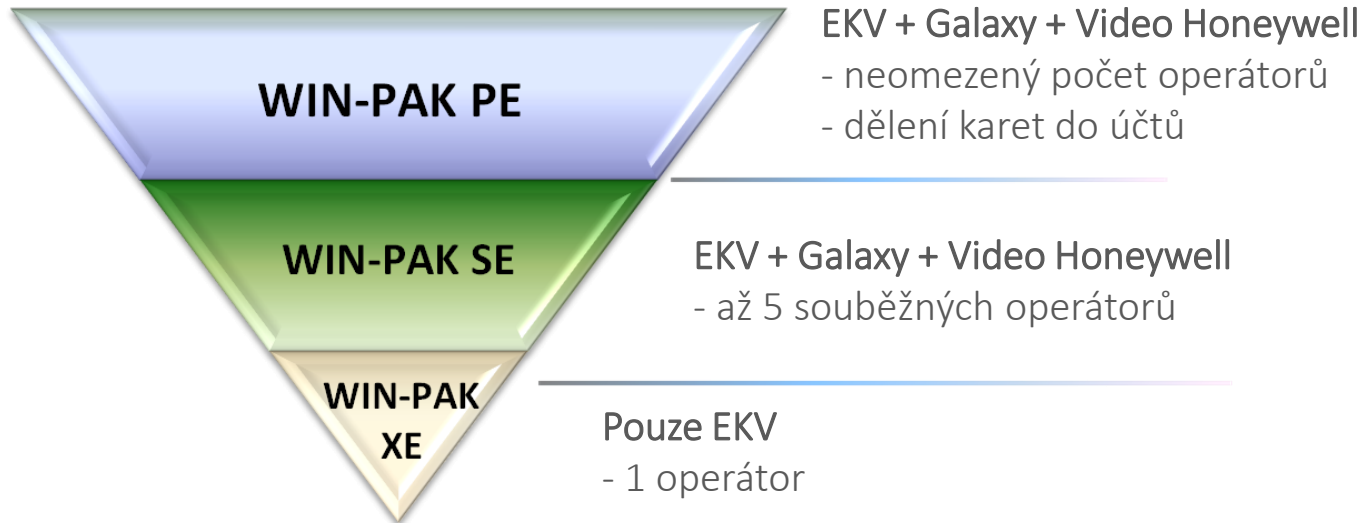 WIN-PAK PE
EKV + Galaxy + Video Honeywell
- neomezený počet operátorů
- dělení karet do účtů
WIN-PAK SE
EKV + Galaxy + Video Honeywell
- až 5 souběžných operátorů
WIN-PAK
XE
Pouze EKV
- 1 operátor